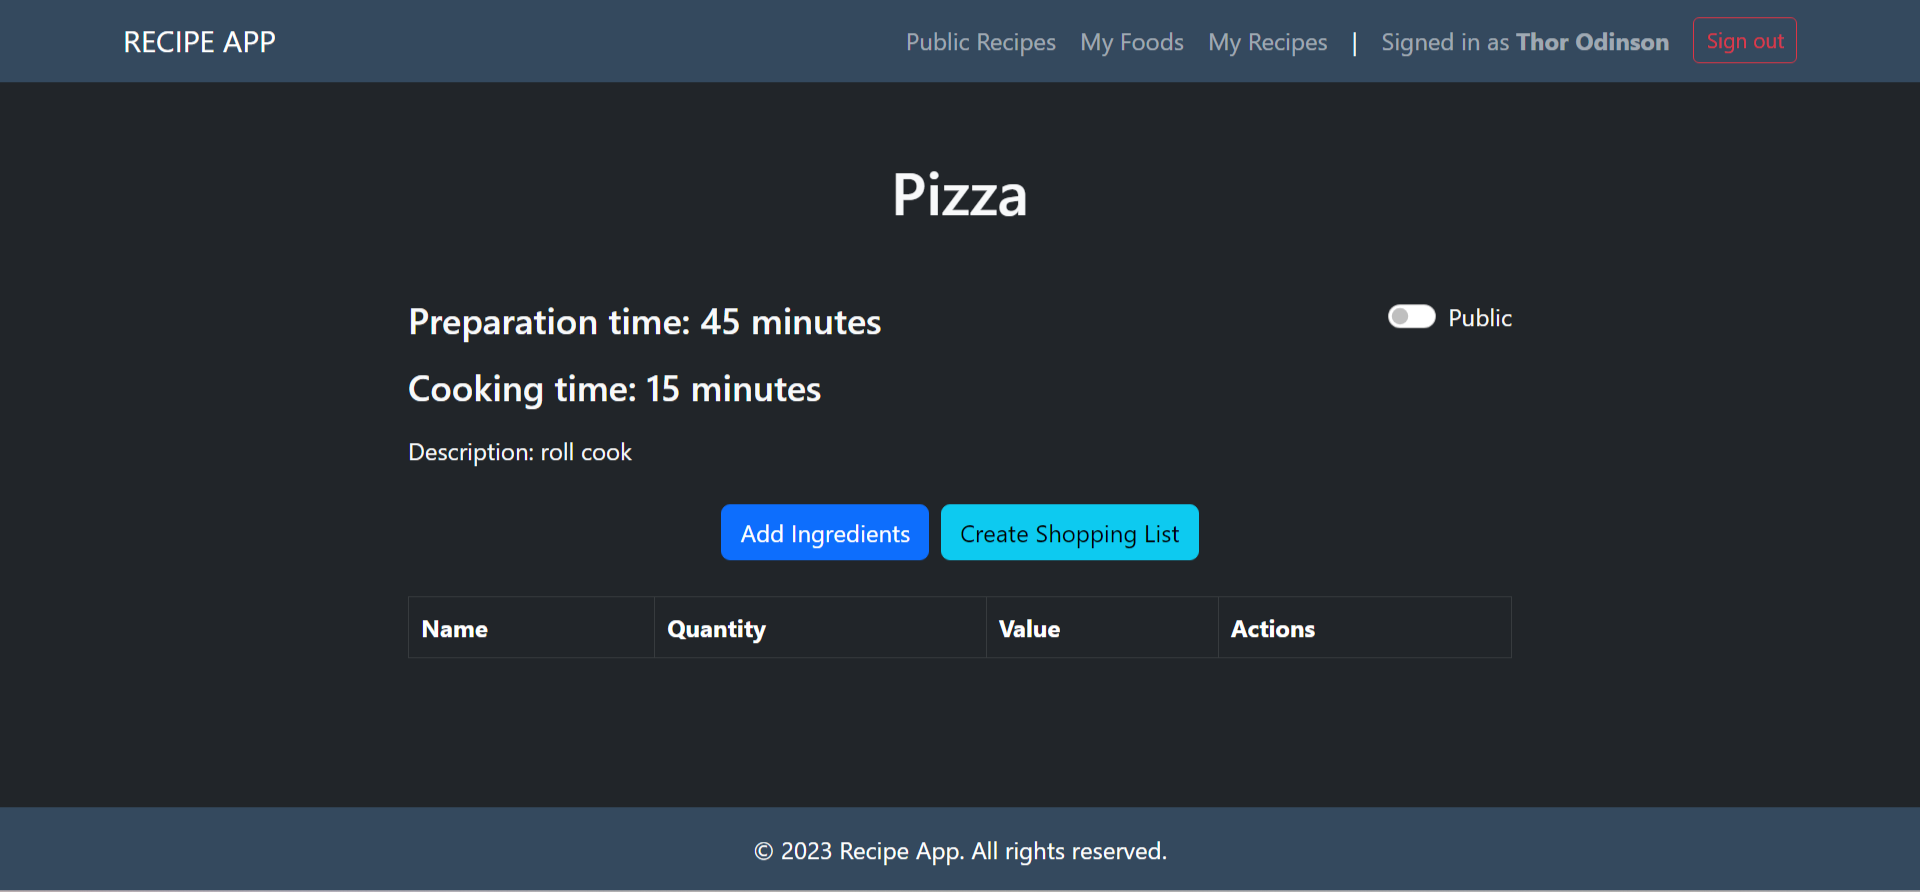 RECIPE APP Public Recipes My Foods My Recipes | Signed in as Thor Odinson Sign out
Pizza
Preparation time: 45 minutes
Public
Cooking time: 15 minutes
Description: roll cook
Add Ingredients Create Shopping List
Name Quantity Value Actions
© 2023 Recipe App. All rights reserved.